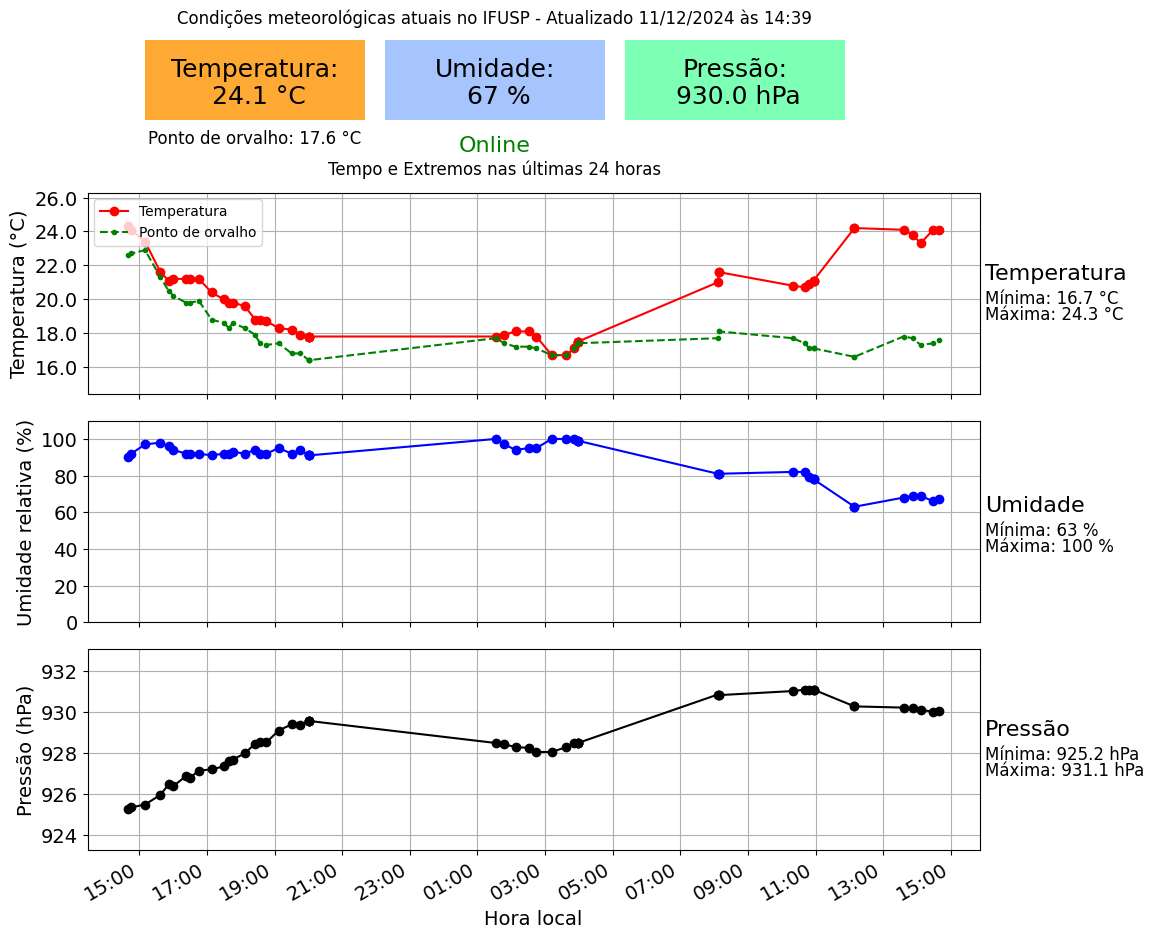 Condições meteorológicas atuais no IFUSP - Atualizado 11/12/2024 às 14:39
Temperatura:
24.1 °C
Umidade:
67 %
Pressão:
930.0 hPa
Ponto de orvalho: 17.6 °C
Online
Tempo e Extremos nas últimas 24 horas
Temperatura (°C)
26.0
24.0
22.0
20.0
18.0
16.0
Temperatura
Ponto de orvalho
Temperatura
Mínima: 16.7 °C
Máxima: 24.3 °C
Umidade relativa (%)
100
80
60
40
20
0
Umidade
Mínima: 63 %
Máxima: 100 %
Pressão (hPa)
932
930
928
926
924
Pressão
Mínima: 925.2 hPa
Máxima: 931.1 hPa
15:00
17:00
19:00
21:00
23:00
01:00
03:00
05:00
07:00
09:00
11:00
13:00
15:00
Hora local